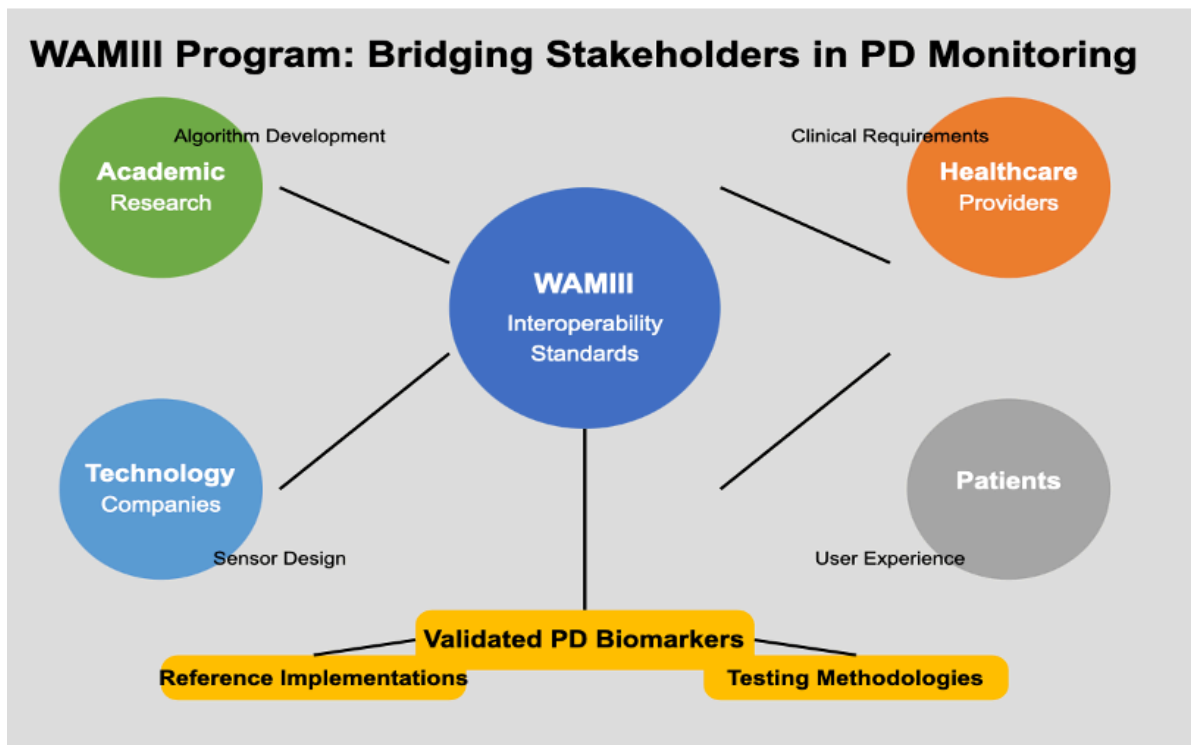 WAMIII Program: Bridging Stakeholders in PD Monitoring
Algorithm Development
Clinical Requirements
Academic
Research
Healthcare
Providers
WAMIII
Interoperability
Standards
Technology
Companies
Patients
Sensor Design
User Experience
Validated PD Biomarkers
Reference Implementations
Testing Methodologies